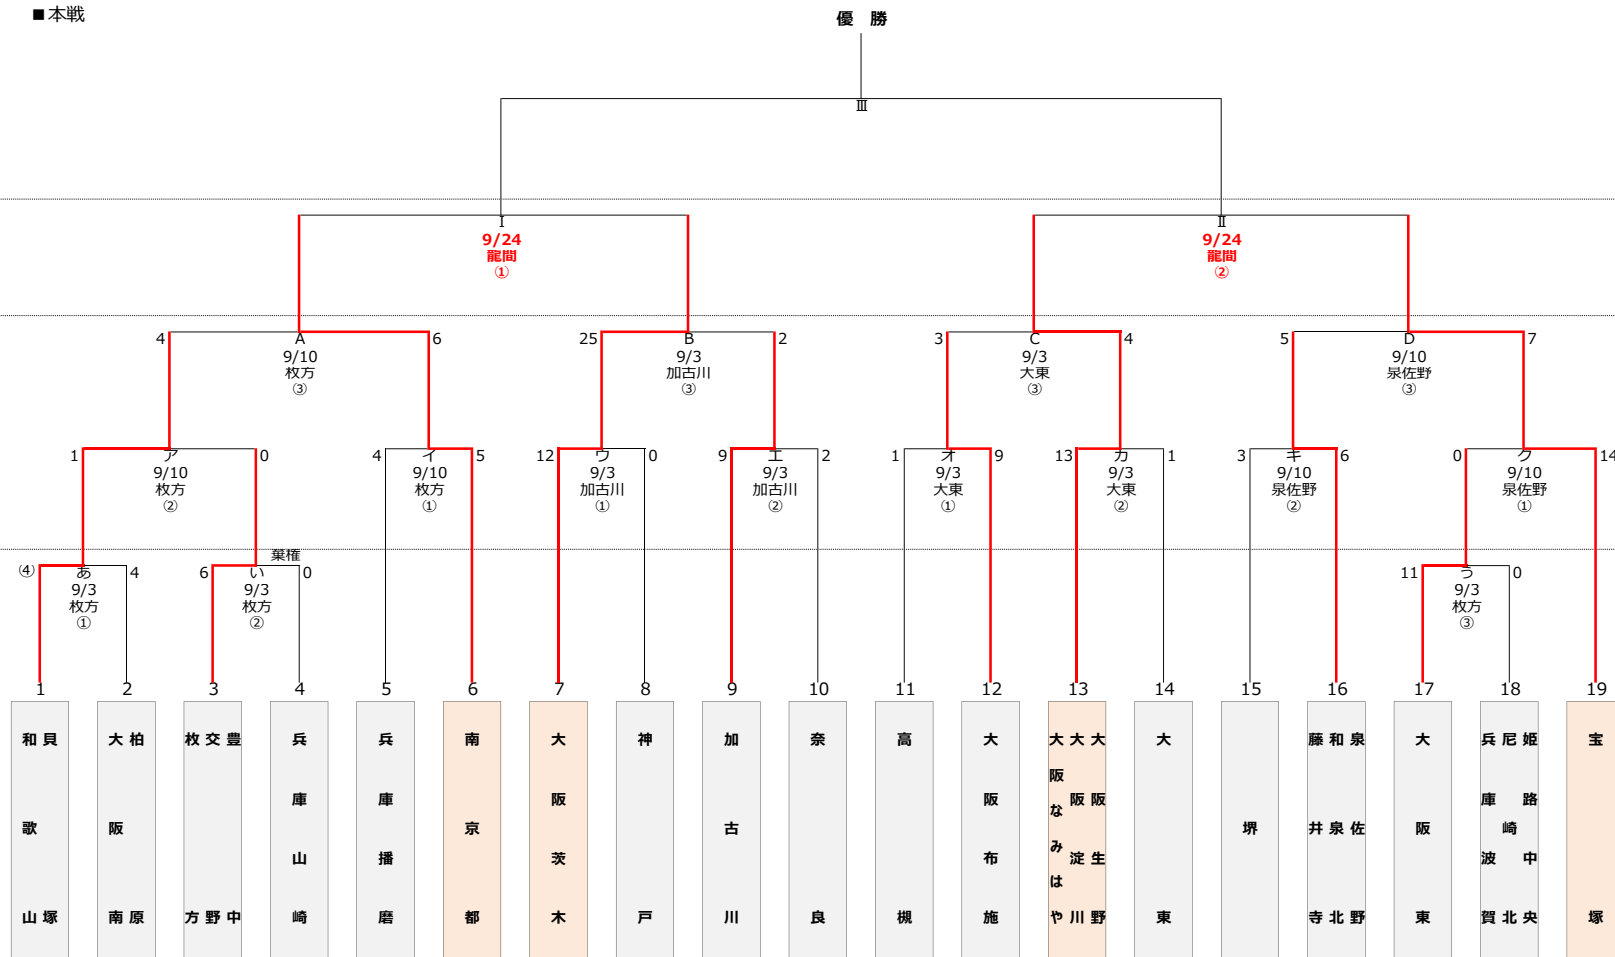 ■本戦
優 勝
Ⅲ
Ⅰ
9/24
龍間
①
Ⅱ
9/24
龍間
②
4 A 6
9/10
枚方
③
25 B 2
9/3
加古川
③
3 C 4
9/3
大東
③
5 D 7
9/10
泉佐野
③
1 ア 0
9/10
枚方
②
4 イ 5
9/10
枚方
①
12 ウ 0
9/3
加古川
①
9 エ 2
9/3
加古川
②
1 オ 9
9/3
大東
①
13 カ 1
9/3
大東
②
3 キ 6
9/10
泉佐野
②
0 ク 14
9/10
泉佐野
①
④ あ 4
9/3
枚方
①
棄権
6 い 0
9/3
枚方
②
11 う 0
9/3
枚方
③
1 2 3 4 5 6 7 8 9 10 11 12 13 14 15 16 17 18 19
貝塚
和歌山
柏原
大阪南
豊中
交野
枚方
兵庫山崎
兵庫播磨
南京都
大阪茨木
神戸
加古川
奈良
高槻
大阪布施
大阪生野
大阪淀川
大阪なみはや
大東
堺
泉佐野
和泉北
藤井寺
大阪東
姫路中央
尼崎北
兵庫波賀
宝塚